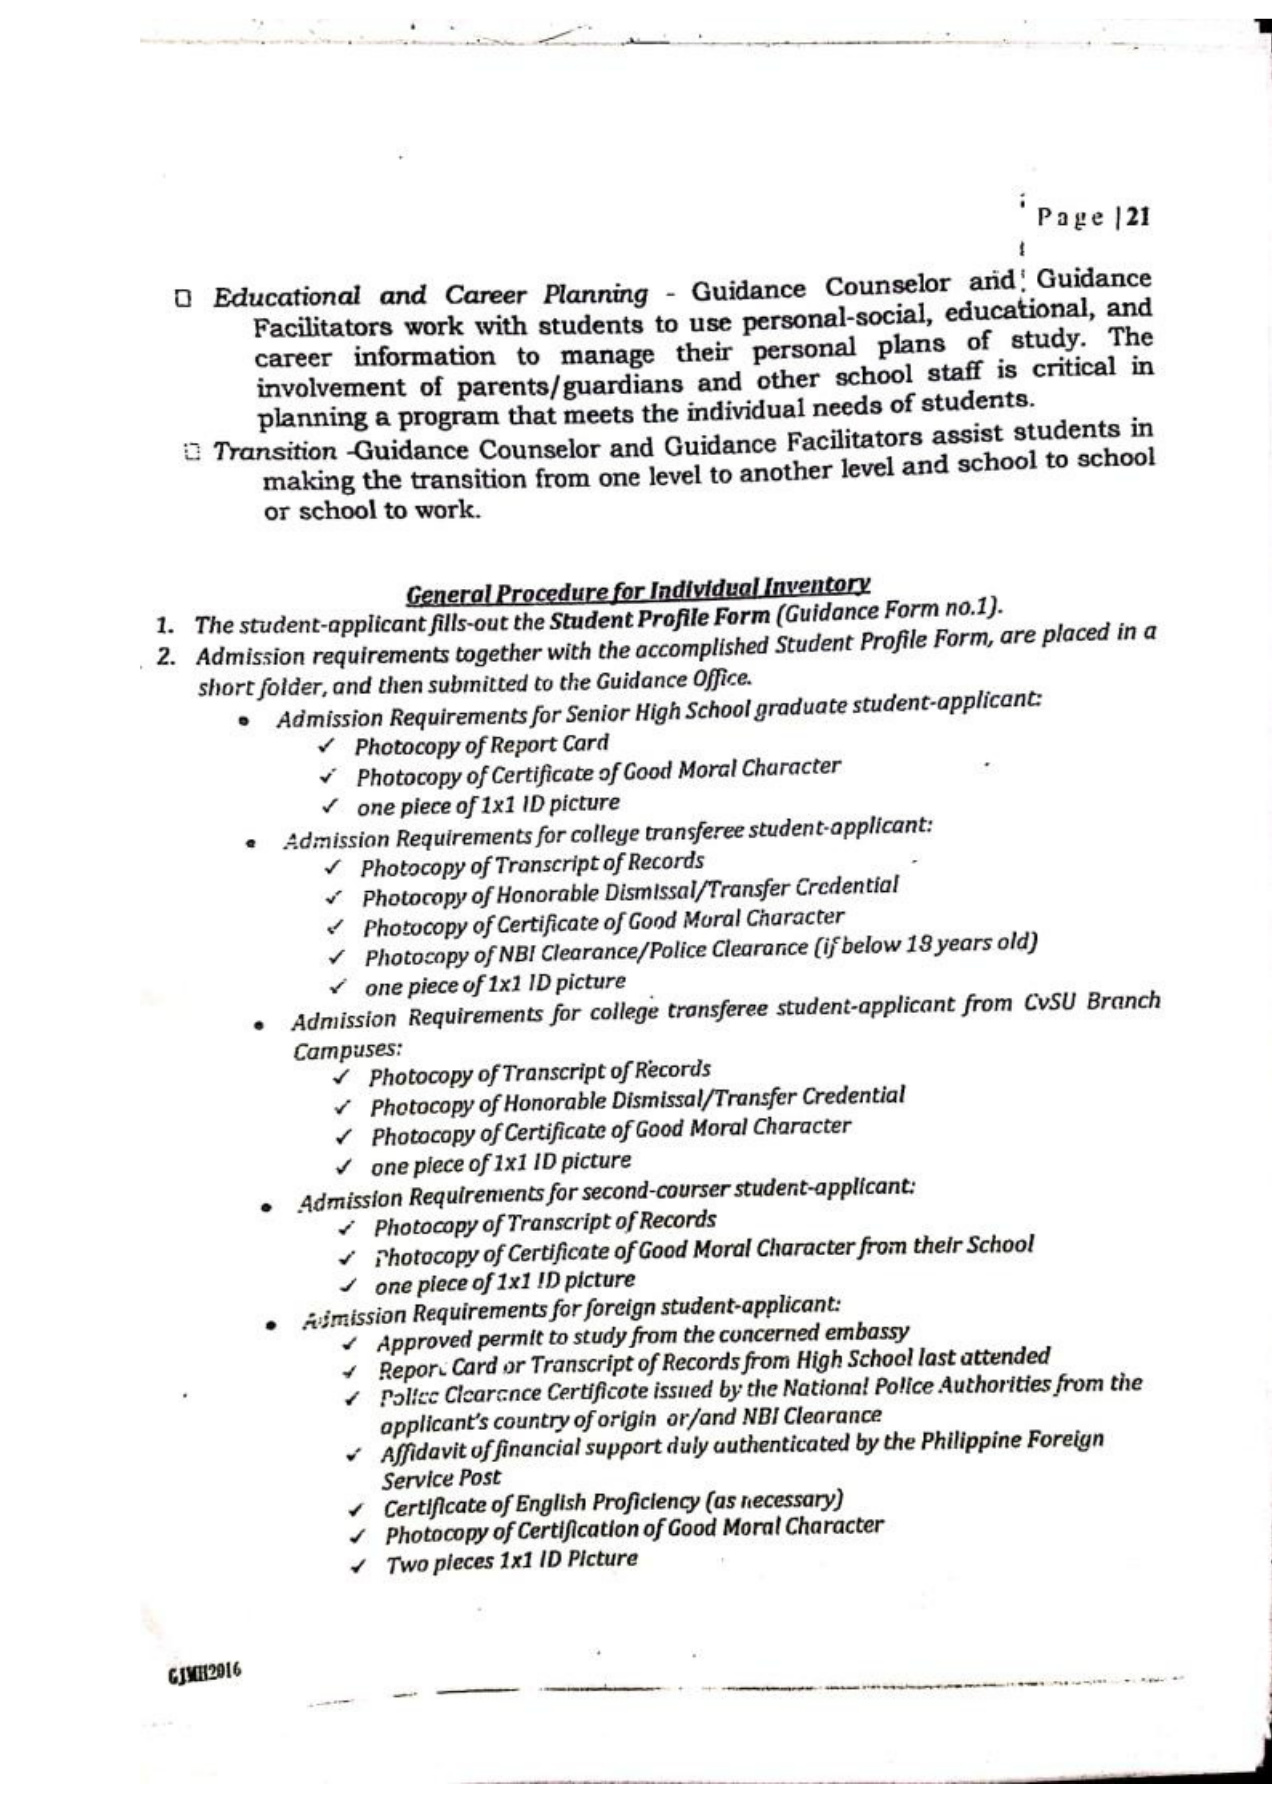 Page |21
Educational and Career Planning - Guidance Counselor and Guidance
Facilitators work with students to use personal-social, educational, and
career information to manage their personal plans of study. The
involvement of parents/guardians and other school staff is critical in
planning a program that meets the individual needs of students.
Transition -Guidance Counselor and Guidance Facilitators assist students in
making the transition from one level to another level and school to school
or school to work.
General Procedure for Individual Inventory
1. The student-applicant fills-out the Student Profile Form (Guidance Form no.1).
2. Admission requirements together with the accomplished Student Profile Form, are placed in a
short folder, and then submitted to the Guidance Office.
• Admission Requirements for Senior High School graduate student-applicant:
✓ Photocopy of Report Card
✓ Photocopy of Certificate of Good Moral Character
✓ one piece of 1x1 ID picture
• Admission Requirements for college transferee student-applicant:
✓ Photocopy of Transcript of Records
✓ Photocopy of Honorable Dismissal/Transfer Credential
✓ Photocopy of Certificate of Good Moral Character
✓ Photocopy of NBI Clearance/Police Clearance (if below 18 years old)
✓ one piece of 1x1 ID picture
• Admission Requirements for college transferee student-applicant from CvSU Branch
Campuses:
✓ Photocopy of Transcript of Records
✓ Photocopy of Honorable Dismissal/Transfer Credential
✓ Photocopy of Certificate of Good Moral Character
✓ one piece of 1x1 ID picture
• Admission Requirements for second-courser student-applicant:
✓ Photocopy of Transcript of Records
✓ Photocopy of Certificate of Good Moral Character from their School
✓ one piece of 1x1 ID picture
• Admission Requirements for foreign student-applicant:
✓ Approved permit to study from the concerned embassy
✓ Report Card or Transcript of Records from High School last attended
✓ Police Clearance Certificate issued by the National Police Authorities from the
applicant's country of origin or/and NBI Clearance
✓ Affidavit of financial support duly authenticated by the Philippine Foreign
Service Post
✓ Certificate of English Proficiency (as necessary)
✓ Photocopy of Certification of Good Moral Character
✓ Two pieces 1x1 ID Picture
GJMH2016